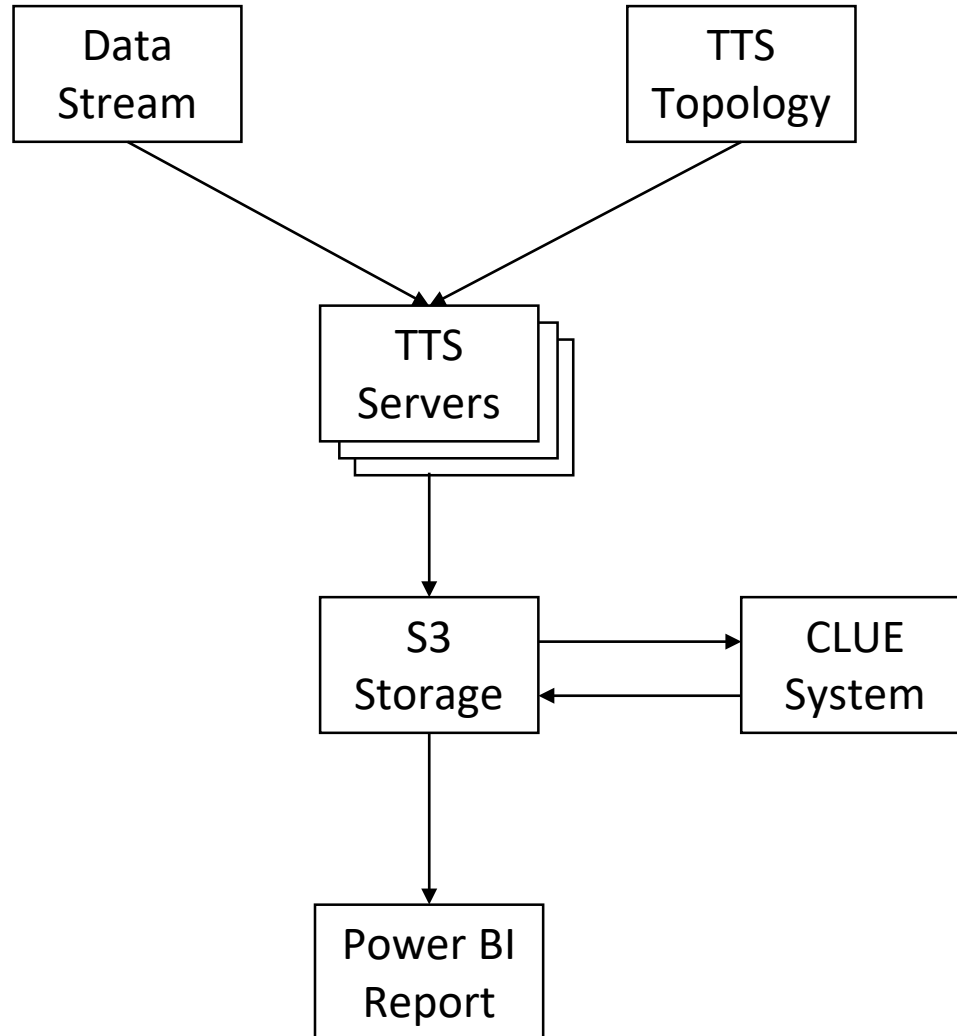 Data
Stream
TTS
Topology
TTS
Servers
S3
Storage
CLUE
System
Power BI
Report